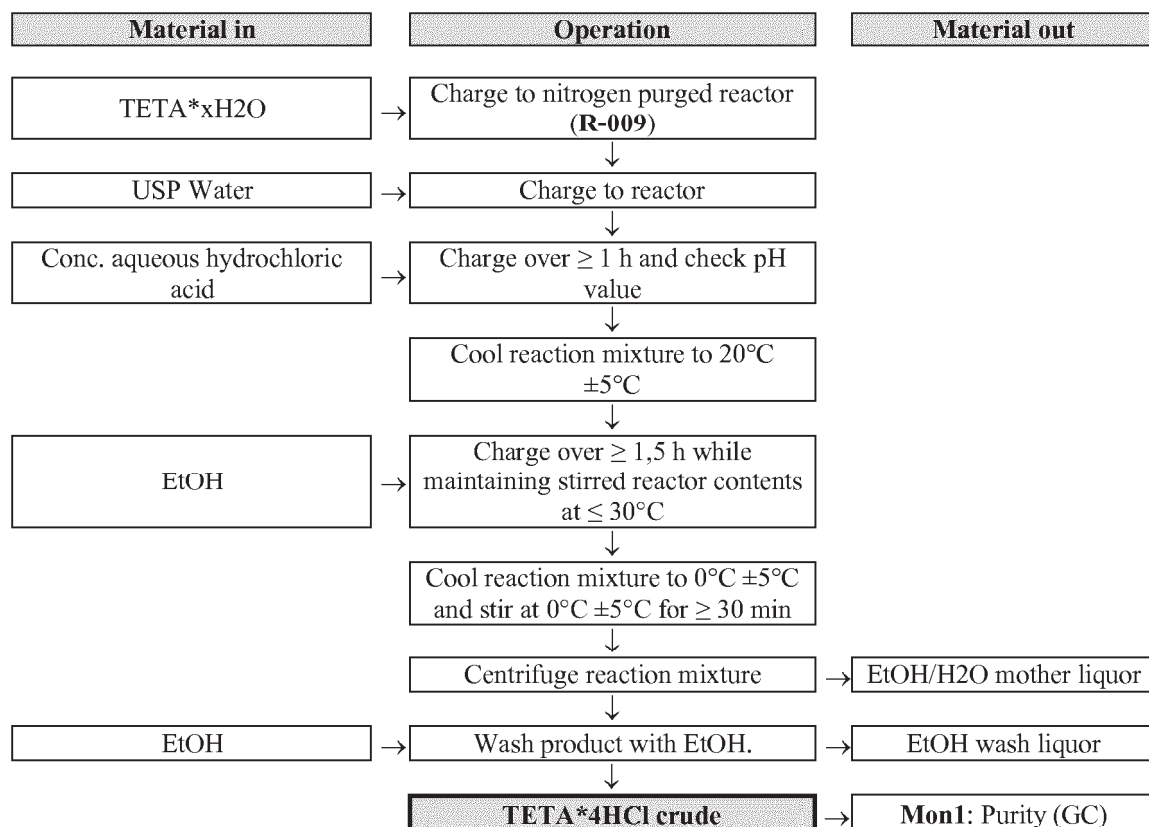 Material in
Operation
Material out
TETA*xH2O
→
Charge to nitrogen purged reactor
(R-009)
↓
USP Water
→
Charge to reactor
↓
Conc. aqueous hydrochloric
acid
→
Charge over ≥ 1 h and check pH
value
↓
Cool reaction mixture to 20°C
±5°C
↓
EtOH
→
Charge over ≥ 1,5 h while
maintaining stirred reactor contents
at ≤ 30°C
↓
Cool reaction mixture to 0°C ±5°C
and stir at 0°C ±5°C for ≥ 30 min
↓
Centrifuge reaction mixture
→
EtOH/H2O mother liquor
↓
EtOH
→
Wash product with EtOH.
→
EtOH wash liquor
↓
TETA*4HCl crude
→
Mon1: Purity (GC)